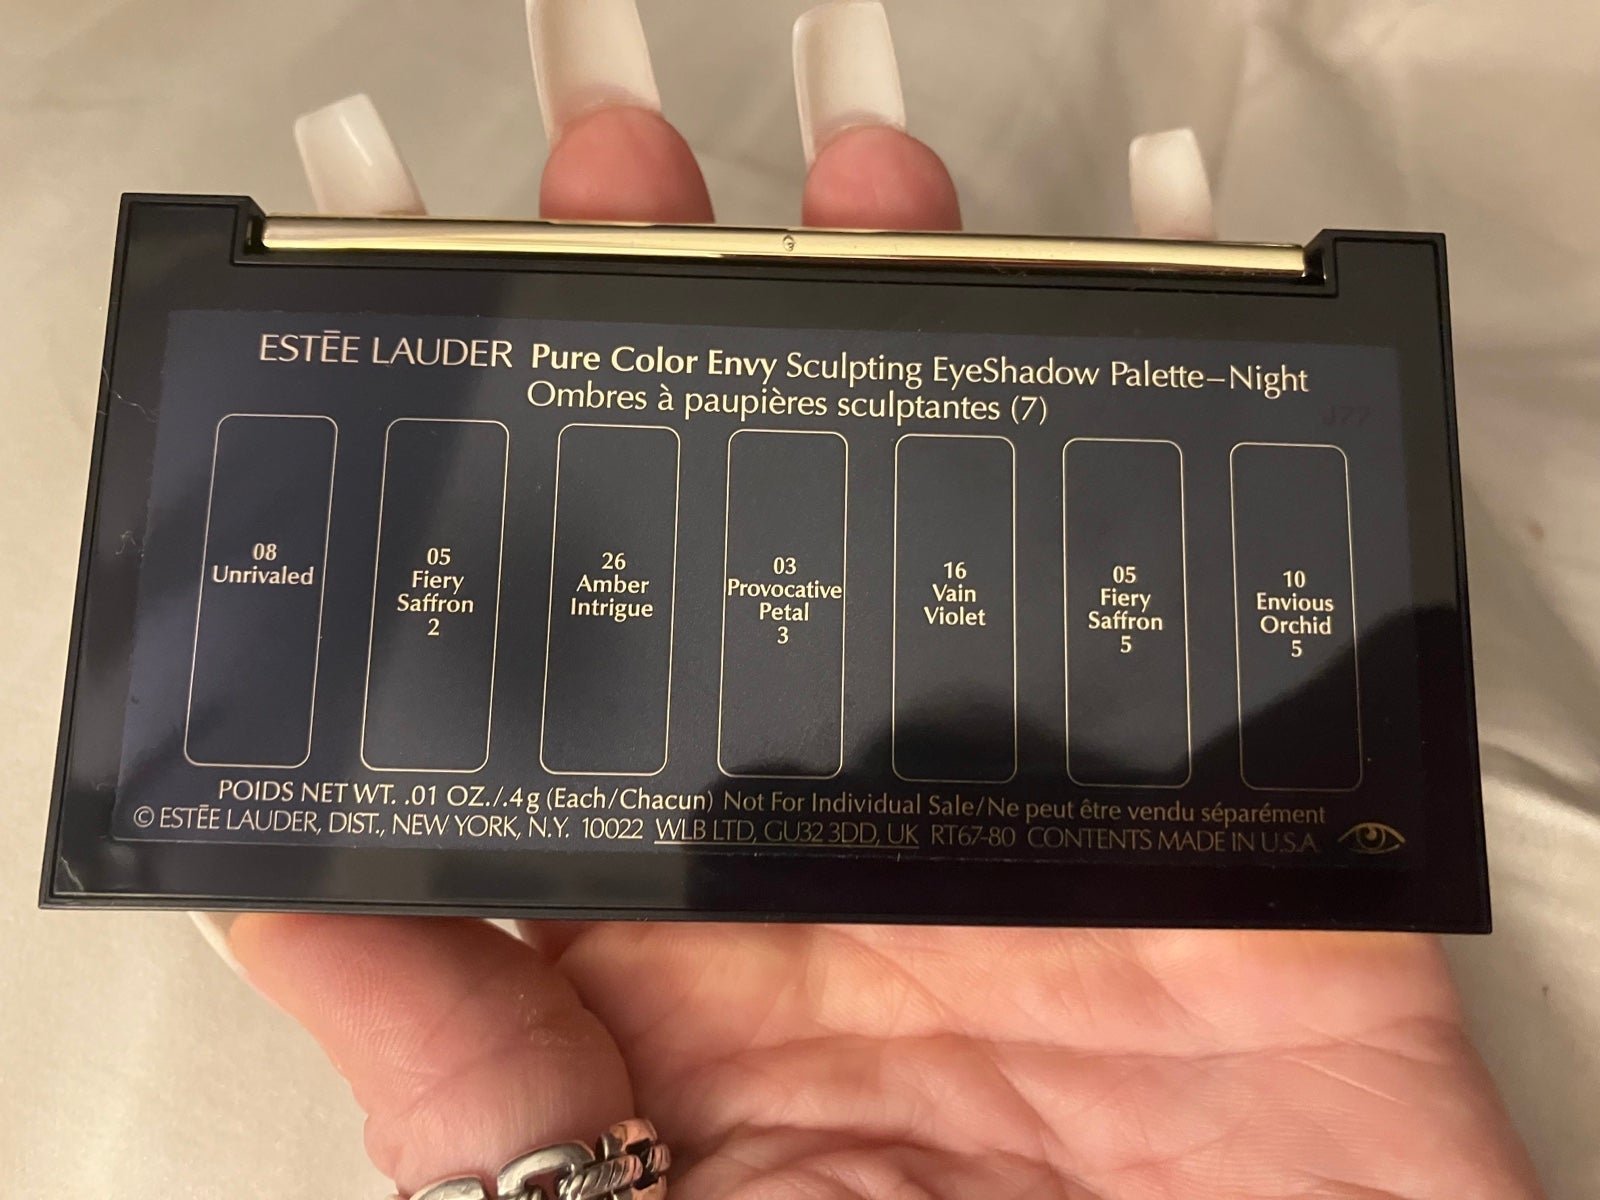 ESTĒE LAUDER Pure Color Envy Sculpting EyeShadow Palette–Night
Ombres à paupières sculptantes (7)
J77
08
Unrivaled
05
Fiery
Saffron
2
26
Amber
Intrigue
03
Provocative
Petal
3
16
Vain
Violet
05
Fiery
Saffron
5
10
Envious
Orchid
5
POIDS NET WT. .01 OZ./.4g (Each/Chacun) Not For Individual Sale/Ne peut être vendu séparément
© ESTĒE LAUDER, DIST., NEW YORK, N.Y. 10022 WLB LTD, GU32 3DD, UK RT67-80 CONTENTS MADE IN U.S.A